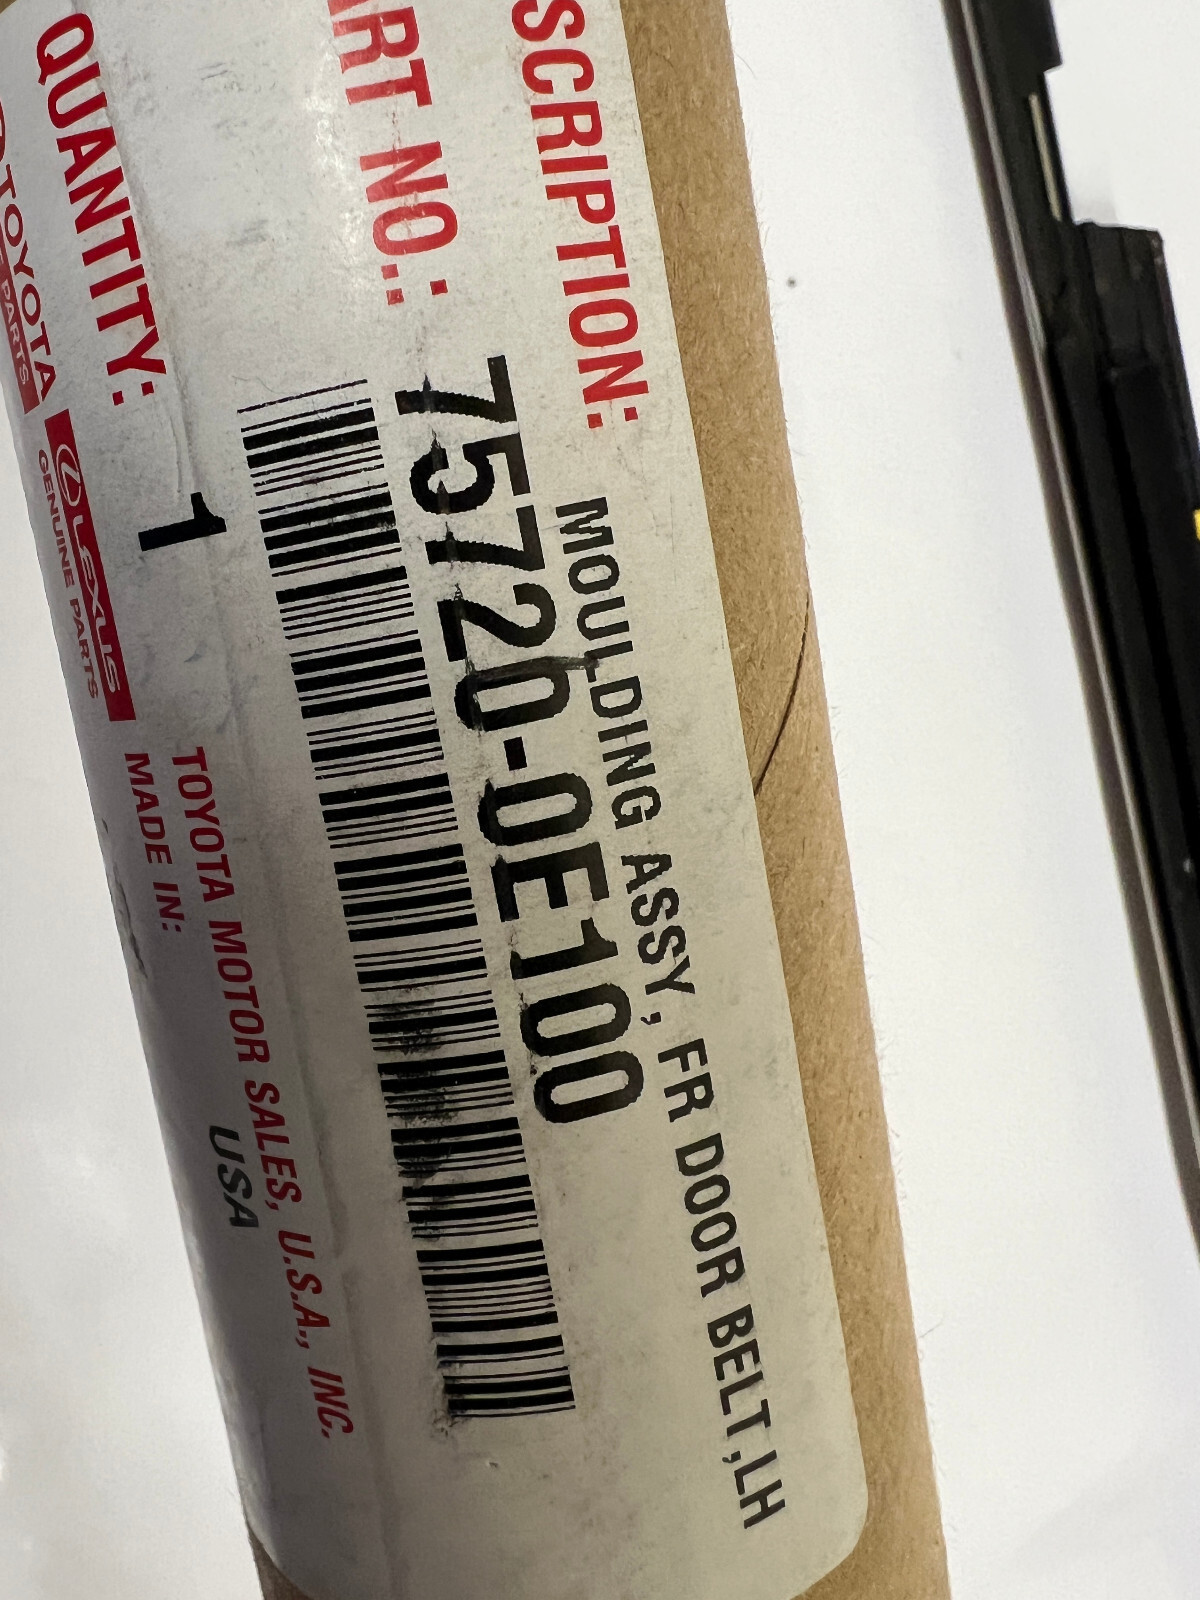 SCRIPTION: MOULDING ASSY, FR DOOR BELT,LH
ART NO.: 75720-0E100
QUANTITY: 1
TOYOTA MOTOR SALES, U.S.A., INC.
MADE IN: USA
TOYOTA
PARTS
LEXUS
GENUINE PARTS